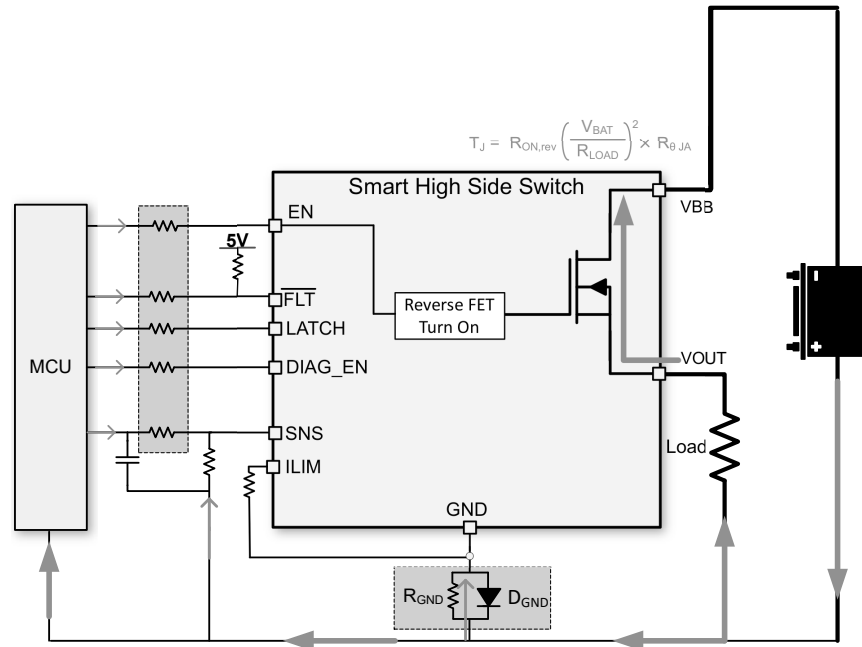 T_J = R_ON,rev (V_BAT / R_LOAD)^2 × R_θJA
Smart High Side Switch
VBB
EN
5V
FLT
LATCH
DIAG_EN
SNS
ILIM
MCU
Reverse FET
Turn On
VOUT
Load
GND
R_GND
D_GND
-
+